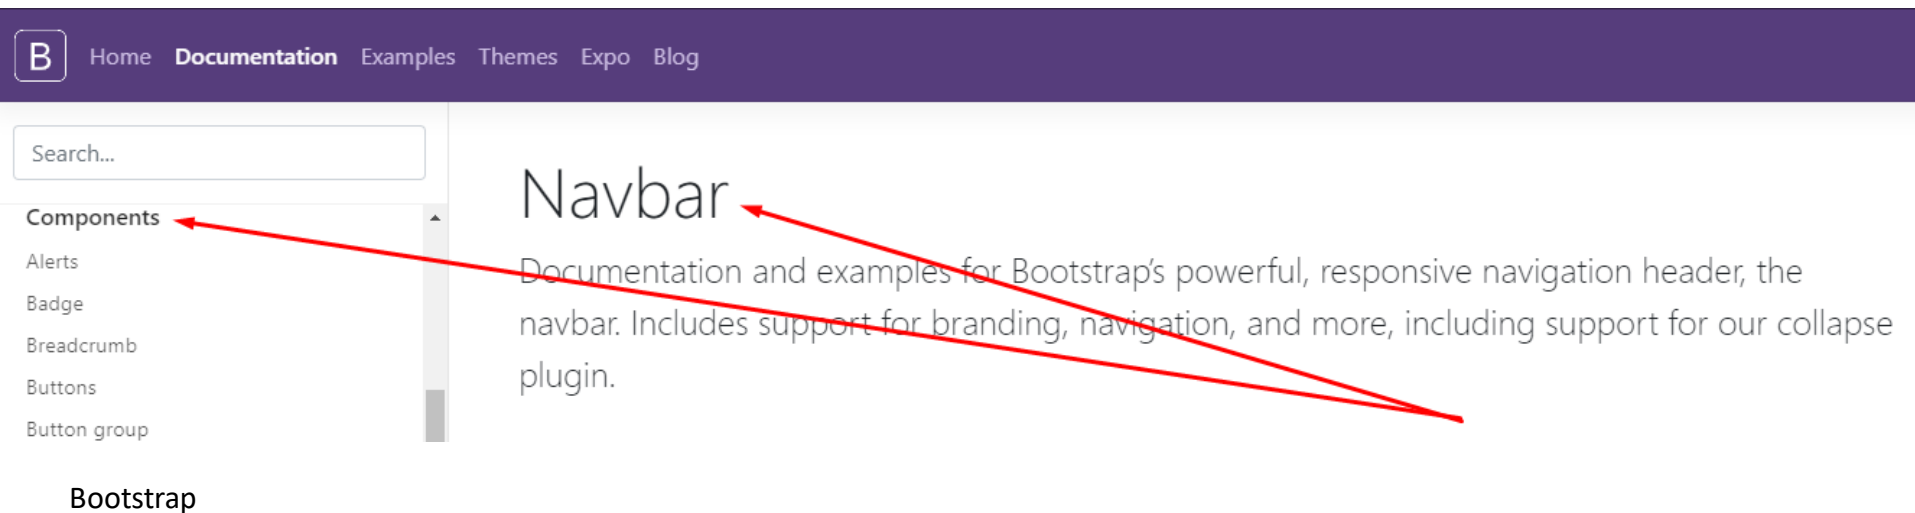 B Home Documentation Examples Themes Expo Blog
Search...
Components
Alerts
Badge
Breadcrumb
Buttons
Button group
Navbar
Documentation and examples for Bootstrap's powerful, responsive navigation header, the
navbar. Includes support for branding, navigation, and more, including support for our collapse
plugin.
Bootstrap